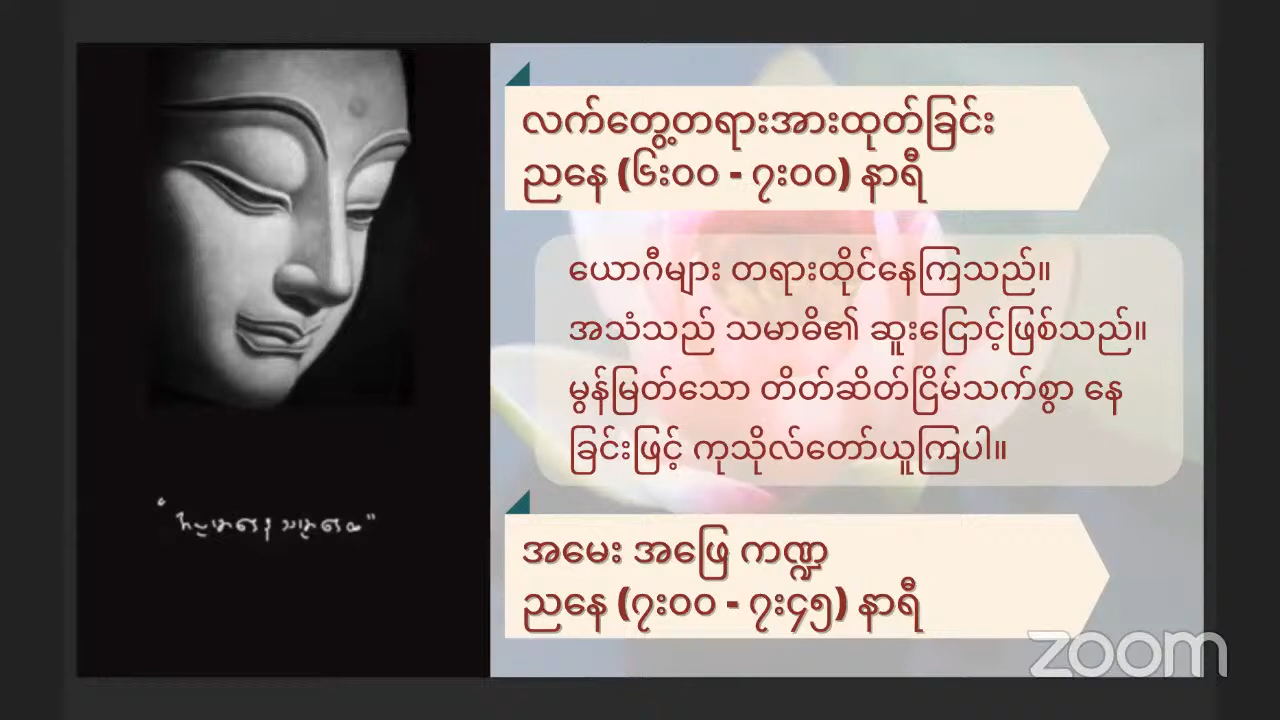 လက်တွေ့တရားအားထုတ်ခြင်း
ညနေ (၆း၀၀ - ၇း၀၀) နာရီ
ယောဂီများ တရားထိုင်နေကြသည်။
အသံသည် သမာဓိ၏ ဆူးငြောင့်ဖြစ်သည်။
မွန်မြတ်သော တိတ်ဆိတ်ငြိမ်သက်စွာ နေ
ခြင်းဖြင့် ကုသိုလ်တော်ယူကြပါ။
အမေး အဖြေ ကဏ္ဍ
ညနေ (၇း၀၀ - ၇း၄၅) နာရီ
zoom